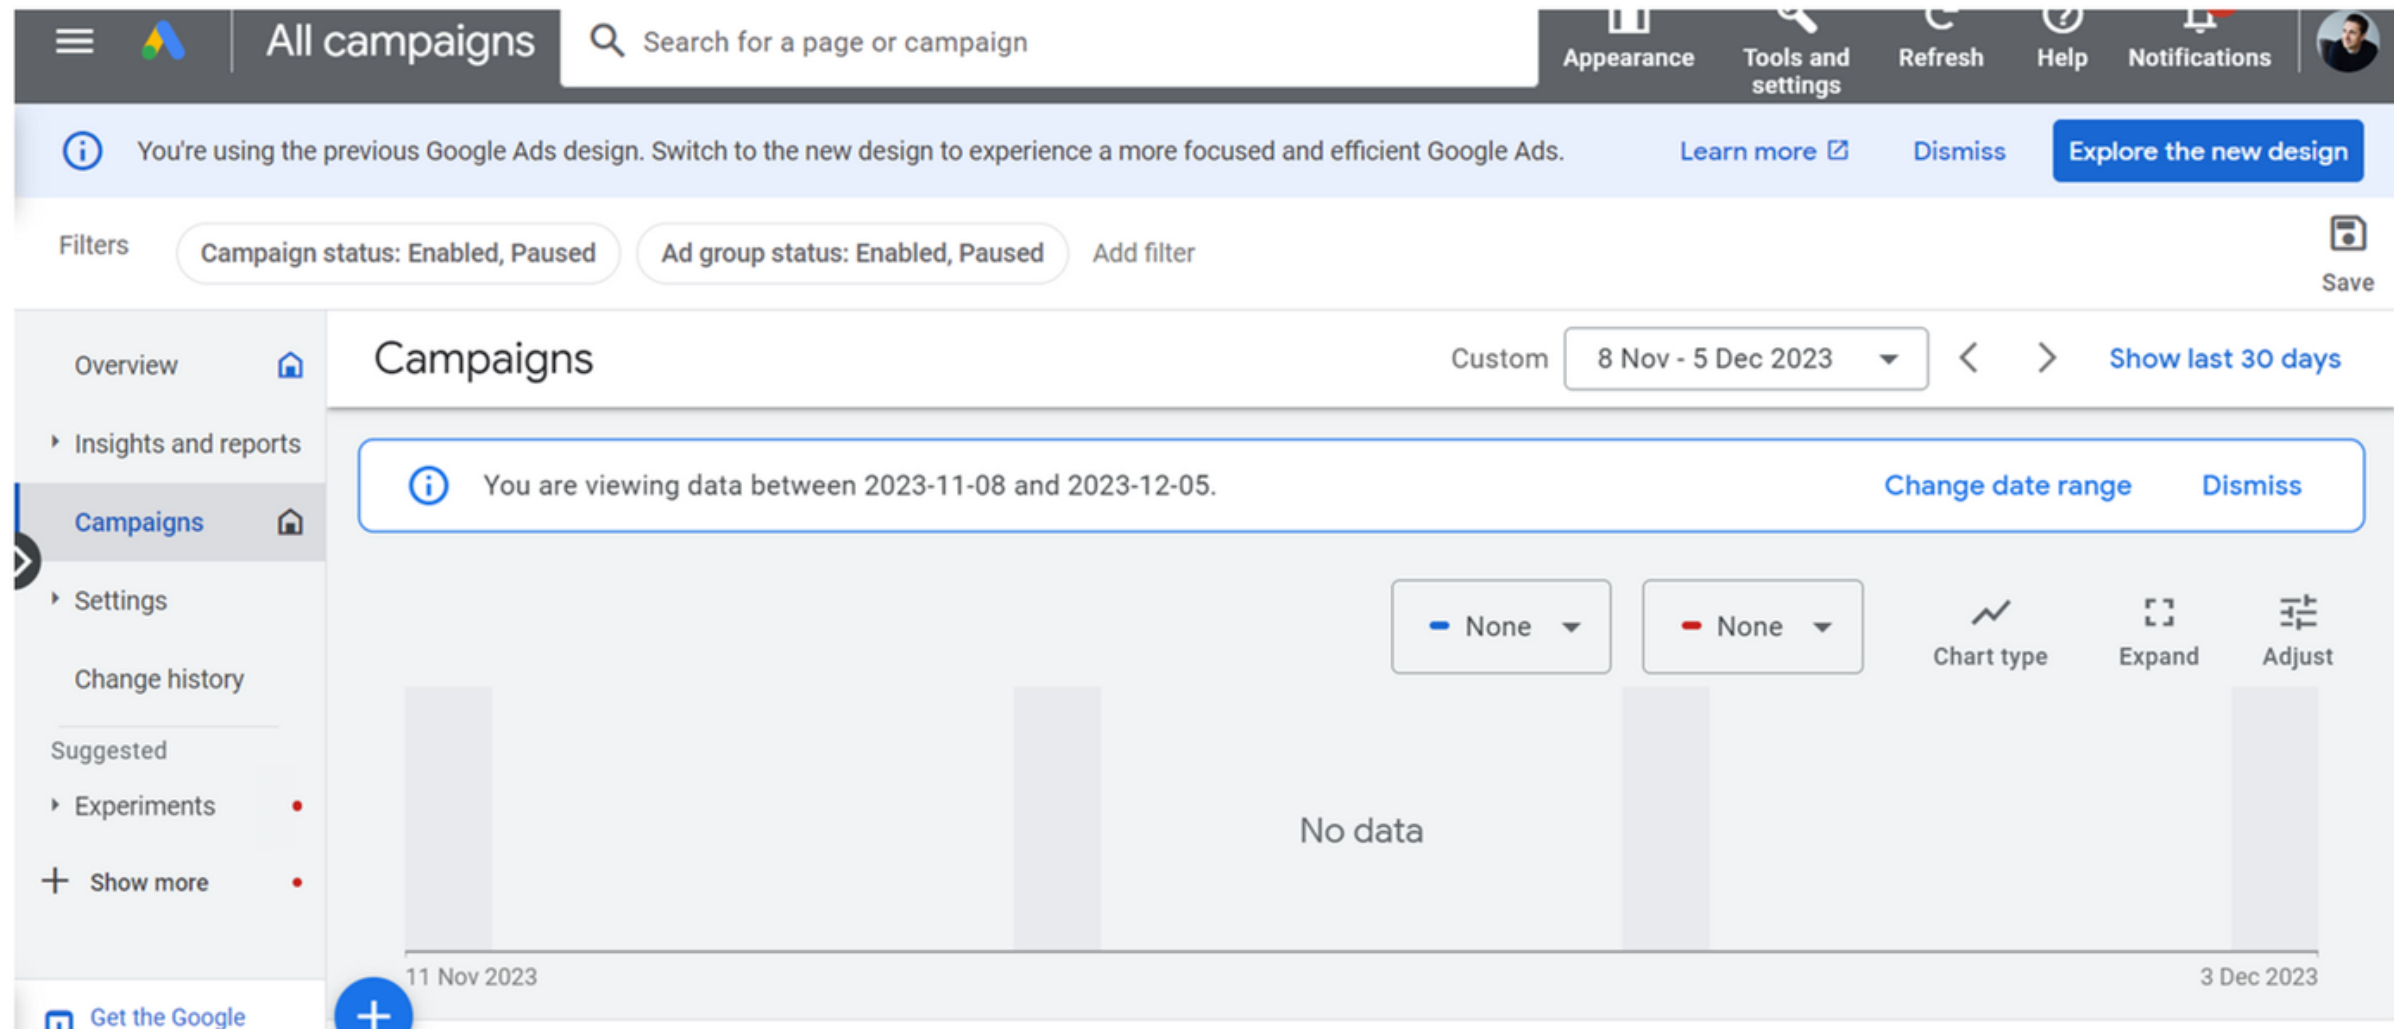 All campaigns
Search for a page or campaign
Appearance
Tools and
settings
Refresh
Help
Notifications
You're using the previous Google Ads design. Switch to the new design to experience a more focused and efficient Google Ads.
Learn more
Dismiss
Explore the new design
Filters
Campaign status: Enabled, Paused
Ad group status: Enabled, Paused
Add filter
Save
Overview
Insights and reports
Campaigns
Settings
Change history
Suggested
Experiments
Show more
Get the Google
Campaigns
Custom
8 Nov - 5 Dec 2023
Show last 30 days
You are viewing data between 2023-11-08 and 2023-12-05.
Change date range
Dismiss
None
None
Chart type
Expand
Adjust
No data
11 Nov 2023
3 Dec 2023